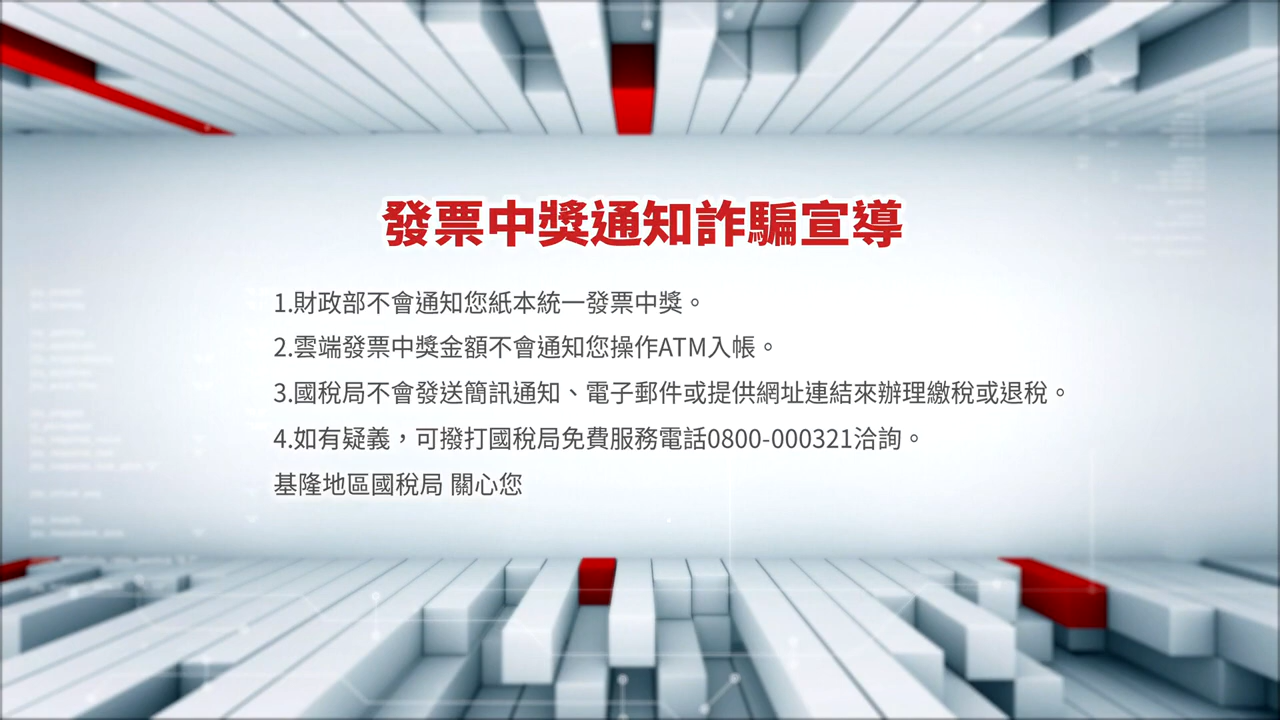 發票中獎通知詐騙宣導
1.財政部不會通知您紙本統一發票中獎。
2.雲端發票中獎金額不會通知您操作ATM入帳。
3.國稅局不會發送簡訊通知、電子郵件或提供網址連結來辦理繳稅或退稅。
4.如有疑義，可撥打國稅局免費服務電話0800-000321洽詢。
基隆地區國稅局 關心您